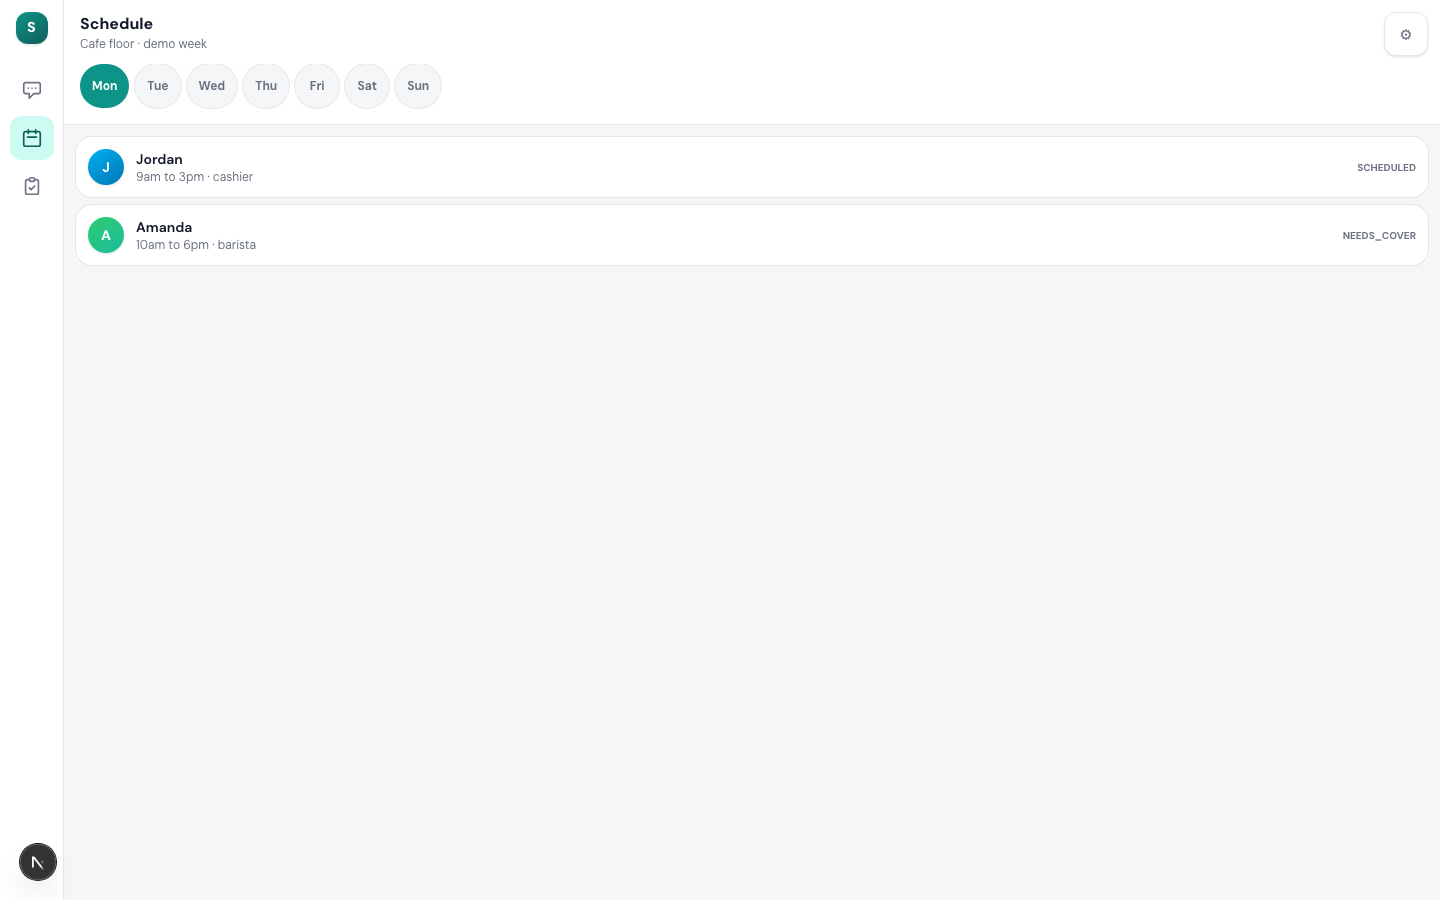 S
Schedule
Cafe floor · demo week
Mon Tue Wed Thu Fri Sat Sun
J
Jordan
9am to 3pm · cashier
SCHEDULED
A
Amanda
10am to 6pm · barista
NEEDS_COVER
N